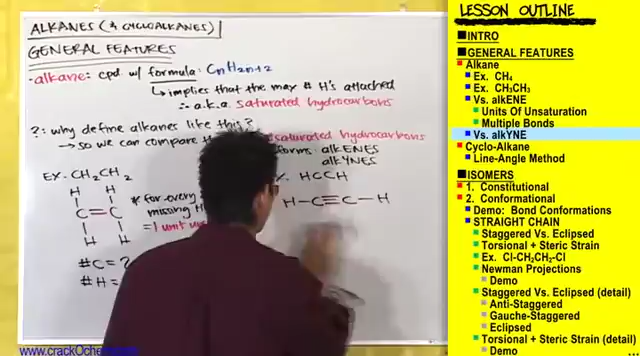 ALKANES (& CYCLOALKANES)
GENERAL FEATURES
-alkane: cpd w/ formula: CnH2n+2
↳ implies that the max # H's attached
∴ a.k.a. saturated hydrocarbons
?: why define alkanes like this?
→ so we can compare
saturated hydrocarbons
forms: alkENES
alkYNES
Ex. CH2CH2
HCCH
H H
C=C
H H
* for every
missing H
=1 unit
H-C≡C-H
#C=2
#H=
www.crackOchem
LESSON OUTLINE
INTRO
GENERAL FEATURES
Alkane
Ex. CH4
Ex. CH3CH3
Vs. alkENE
Units Of Unsaturation
Multiple Bonds
Vs. alkYNE
Cyclo-Alkane
Line-Angle Method
ISOMERS
1. Constitutional
2. Conformational
Demo: Bond Conformations
STRAIGHT CHAIN
Staggered Vs. Eclipsed
Torsional + Steric Strain
Ex. Cl-CH2CH2-Cl
Newman Projections
Demo
Staggered Vs. Eclipsed (detail)
Anti-Staggered
Gauche-Staggered
Eclipsed
Torsional + Steric Strain (detail)
Demo